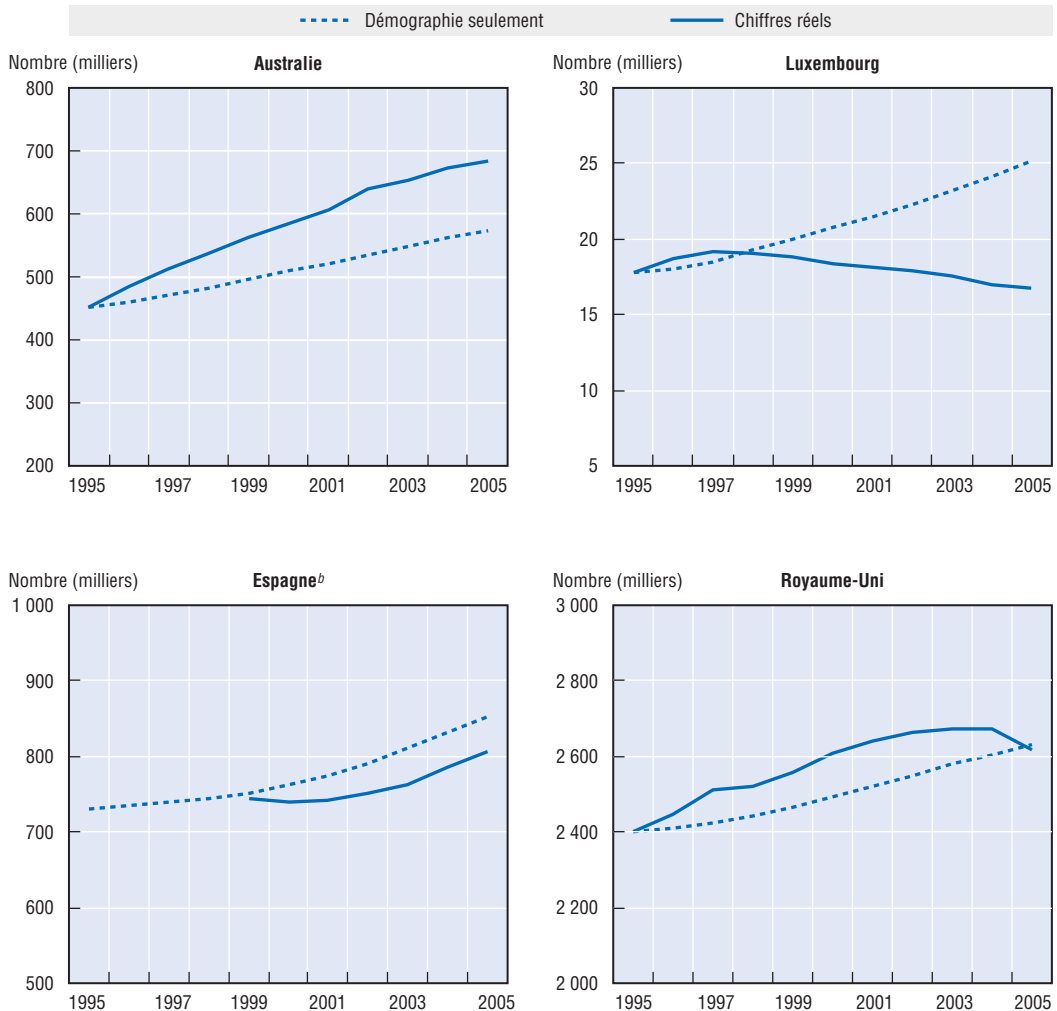 Démographie seulement Chiffres réels
Nombre (milliers) Australie
800
700
600
500
400
300
200
1995 1997 1999 2001 2003 2005
Nombre (milliers) Luxembourg
30
25
20
15
10
5
1995 1997 1999 2001 2003 2005
Nombre (milliers) Espagne b
1 000
900
800
700
600
500
1995 1997 1999 2001 2003 2005
Nombre (milliers) Royaume-Uni
3 000
2 800
2 600
2 400
2 200
2 000
1995 1997 1999 2001 2003 2005